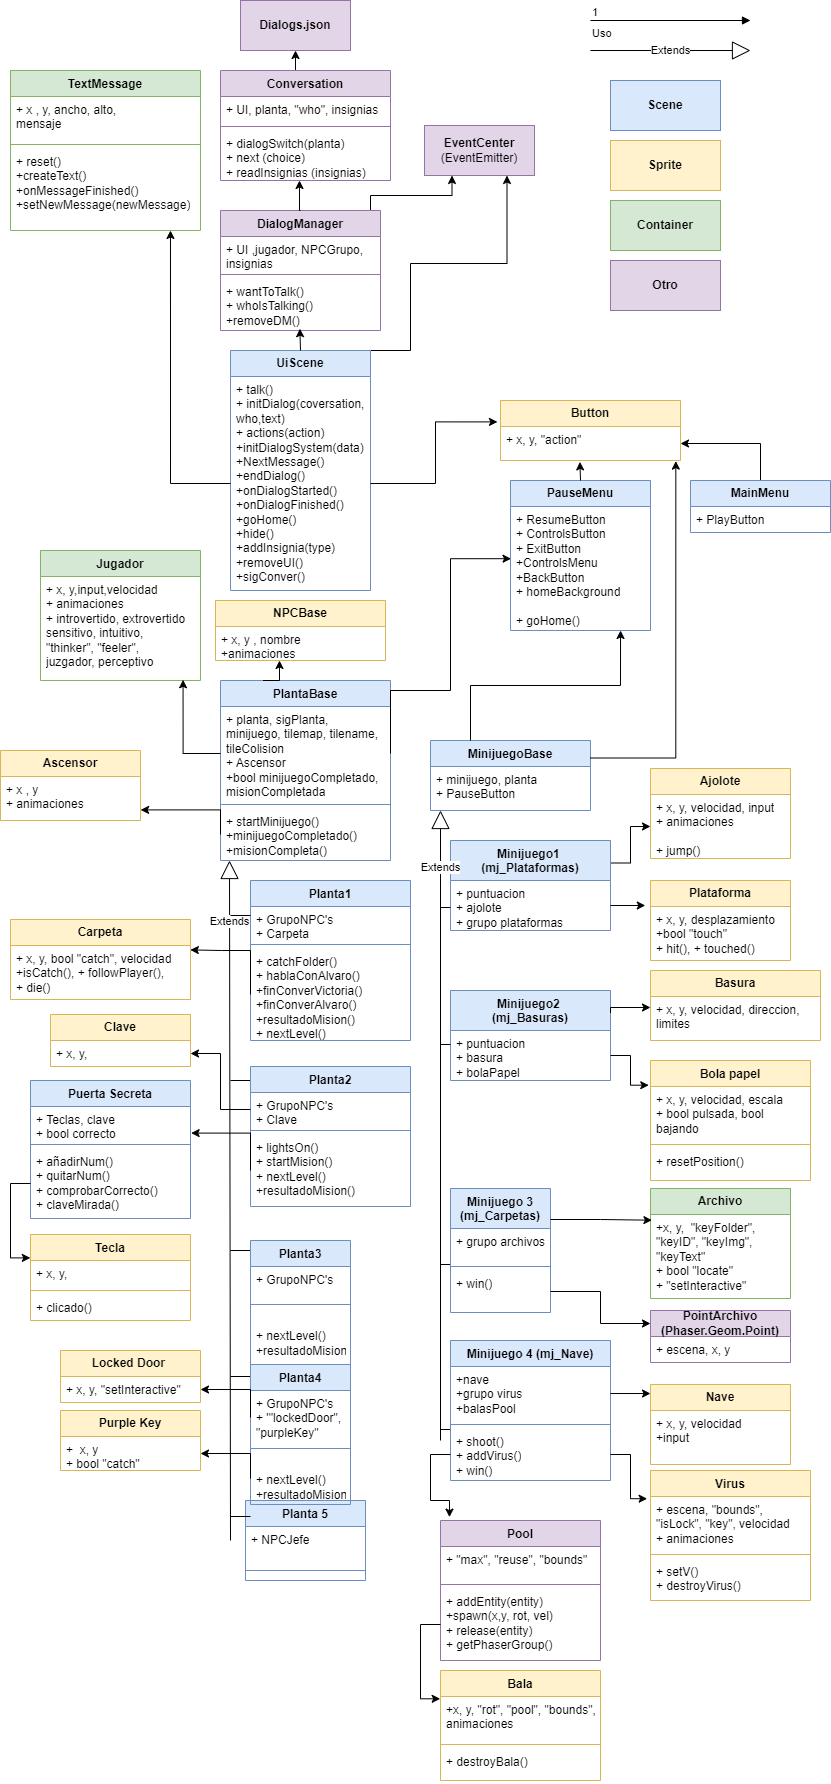 Dialogs.json
1
Uso
Extends
TextMessage
+ x , y, ancho, alto,
mensaje
+ reset()
+createText()
+onMessageFinished()
+setNewMessage(newMessage)
Conversation
+ UI, planta, "who", insignias
+ dialogSwitch(planta)
+ next (choice)
+ readInsignias (insignias)
EventCenter
(EventEmitter)
Scene
Sprite
Container
Otro
DialogManager
+ UI ,jugador, NPCGrupo,
insignias
+ wantToTalk()
+ whoIsTalking()
+removeDM()
UiScene
+ talk()
+ initDialog(coversation,
who,text)
+ actions(action)
+initDialogSystem(data)
+NextMessage()
+endDialog()
+onDialogStarted()
+onDialogFinished()
+goHome()
+hide()
+addInsignia(type)
+removeUI()
+sigConver()
Button
+ x, y, "action"
PauseMenu
+ ResumeButton
+ ControlsButton
+ ExitButton
+ControlsMenu
+BackButton
+ homeBackground
+ goHome()
MainMenu
+ PlayButton
Jugador
+ x, y,input,velocidad
+ animaciones
+ introvertido, extrovertido
sensitivo, intuitivo,
"thinker", "feeler",
juzgador, perceptivo
NPCBase
+ x, y , nombre
+animaciones
PlantaBase
+ planta, sigPlanta,
minijuego, tilemap, tilename,
tileColision
+ Ascensor
+bool minijuegoCompletado,
misionCompletada
+ startMinijuego()
+minijuegoCompletado()
+misionCompleta()
Ascensor
+ x , y
+ animaciones
MinijuegoBase
+ minijuego, planta
+ PauseButton
Ajolote
+ x, y, velocidad, input
+ animaciones
+ jump()
Extends
Minijuego1
(mj_Plataformas)
+ puntuacion
+ ajolote
+ grupo plataformas
Plataforma
+ x, y, desplazamiento
+bool "touch"
+ hit(), + touched()
Extends
Planta1
+ GrupoNPC's
+ Carpeta
+ catchFolder()
+ hablaConAlvaro()
+finConverVictoria()
+finConverAlvaro()
+resultadoMision()
+ nextLevel()
Carpeta
+ x, y, bool "catch", velocidad
+isCatch(), + followPlayer(),
+ die()
Minijuego2
(mj_Basuras)
+ puntuacion
+ basura
+ bolaPapel
Basura
+ x, y, velocidad, direccion,
limites
Clave
+ x, y,
Planta2
+ GrupoNPC's
+ Clave
+ lightsOn()
+ startMision()
+ nextLevel()
+resultadoMision()
Bola papel
+ x, y, velocidad, escala
+ bool pulsada, bool
bajando
+ resetPosition()
Puerta Secreta
+ Teclas, clave
+ bool correcto
+ añadirNum()
+ quitarNum()
+ comprobarCorrecto()
+ claveMirada()
Minijuego 3
(mj_Carpetas)
+ grupo archivos
+ win()
Archivo
+x, y,  "keyFolder",
"keyID", "keyImg",
"keyText"
+ bool "locate"
+ "setInteractive"
Tecla
+ x, y,
+ clicado()
Planta3
+ GrupoNPC's
+ nextLevel()
+resultadoMision
PointArchivo
(Phaser.Geom.Point)
+ escena, x, y
Locked Door
+ x, y, "setInteractive"
Planta4
+ GrupoNPC's
+ '"lockedDoor",
"purpleKey"
+ nextLevel()
+resultadoMision
Minijuego 4 (mj_Nave)
+nave
+grupo virus
+balasPool
+ shoot()
+ addVirus()
+ win()
Nave
+ x, y, velocidad
+input
Purple Key
+  x, y
+ bool "catch"
Virus
+ escena, "bounds",
"isLock", "key", velocidad
+ animaciones
+ setV()
+ destroyVirus()
Planta 5
+ NPCJefe
Pool
+ "max", "reuse", "bounds"
+ addEntity(entity)
+spawn(x,y, rot, vel)
+ release(entity)
+ getPhaserGroup()
Bala
+x, y, "rot", "pool", "bounds",
animaciones
+ destroyBala()